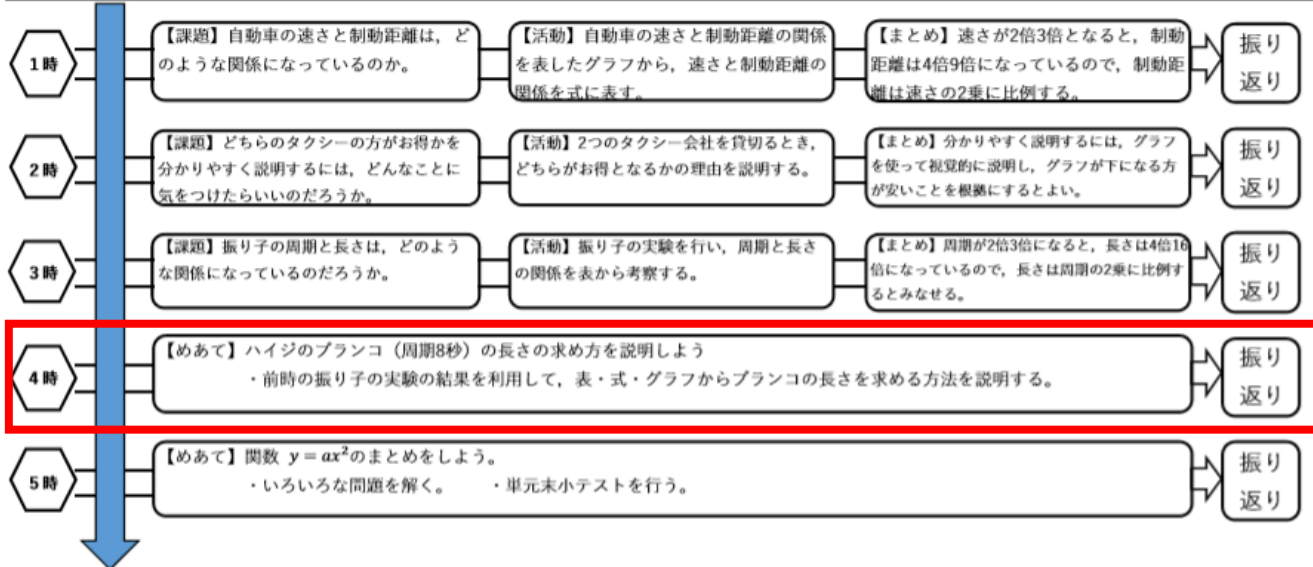 1時
【課題】自動車の速さと制動距離は，ど
のような関係になっているのか。
【活動】自動車の速さと制動距離の関係
を表したグラフから，速さと制動距離の
関係を式に表す。
【まとめ】速さが2倍3倍となると，制動
距離は4倍9倍になっているので，制動距
離は速さの2乗に比例する。
振り
返り
2時
【課題】どちらのタクシーの方がお得かを
分かりやすく説明するには，どんなことに
気をつけたらいいのだろうか。
【活動】2つのタクシー会社を貸切るとき，
どちらがお得となるかの理由を説明する。
【まとめ】分かりやすく説明するには，グラフ
を使って視覚的に説明し，グラフが下になる方
が安いことを根拠にするとよい。
振り
返り
3時
【課題】振り子の周期と長さは，どのよう
な関係になっているのだろうか。
【活動】振り子の実験を行い，周期と長さ
の関係を表から考察する。
【まとめ】周期が2倍3倍になると，長さは4倍16
倍になっているので，長さは周期の2乗に比例す
るとみなせる。
振り
返り
4時
【めあて】ハイジのブランコ（周期8秒）の長さの求め方を説明しよう
・前時の振り子の実験の結果を利用して，表・式・グラフからブランコの長さを求める方法を説明する。
振り
返り
5時
【めあて】関数 y＝ax²のまとめをしよう。
・いろいろな問題を解く。　・単元末小テストを行う。
振り
返り